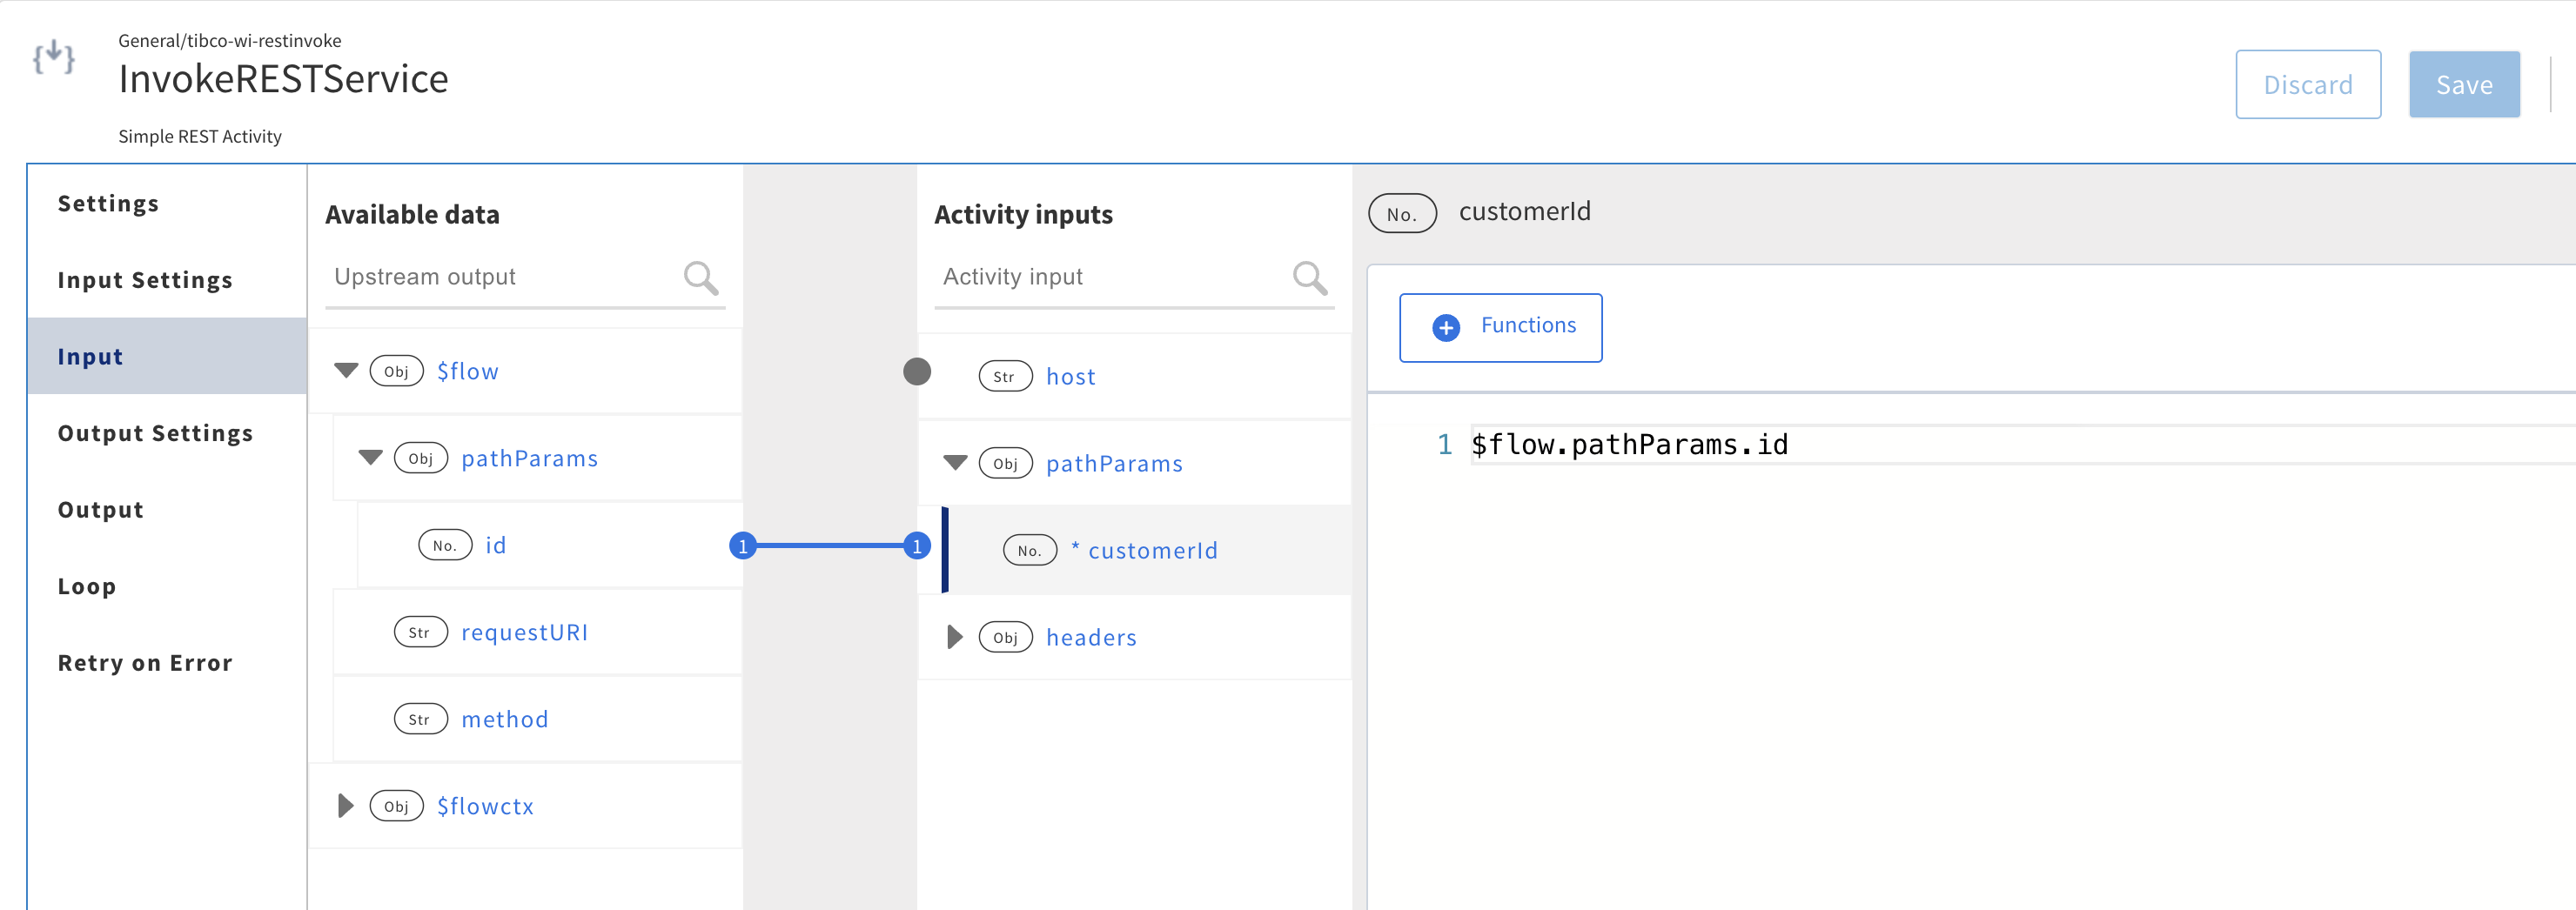 General/tibco-wi-restinvoke
InvokeRESTService
Simple REST Activity
Discard
Save
Settings
Input Settings
Input
Output Settings
Output
Loop
Retry on Error
Available data
Upstream output
Obj $flow
Obj pathParams
No. id
Str requestURI
Str method
Obj $flowctx
1
1
Activity inputs
Activity input
Str host
Obj pathParams
No. * customerId
Obj headers
No. customerId
Functions
1 $flow.pathParams.id